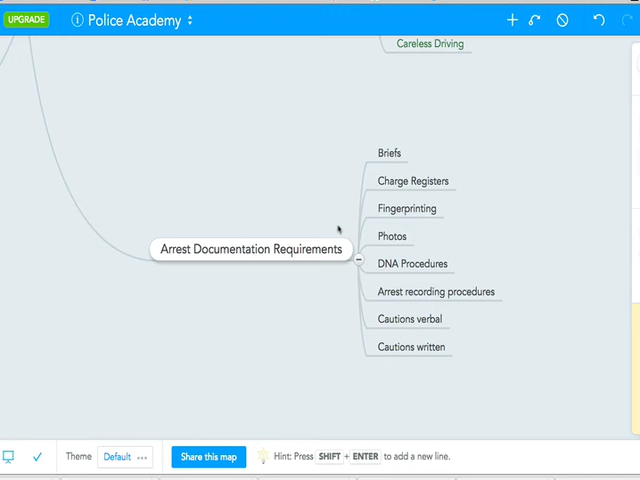 UPGRADE
Police Academy
Careless Driving
Briefs
Charge Registers
Fingerprinting
Photos
Arrest Documentation Requirements
DNA Procedures
Arrest recording procedures
Cautions verbal
Cautions written
Theme Default ... Share this map Hint: Press SHIFT + ENTER to add a new line.